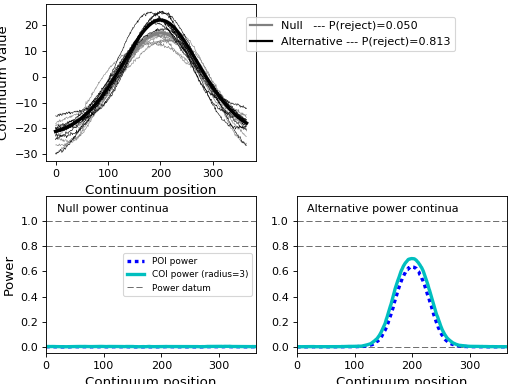 Continuum value
20
10
0
−10
−20
−30
0
100
200
300
Continuum position
Null --- P(reject)=0.050
Alternative --- P(reject)=0.813
Null power continua
1.0
0.8
0.6
0.4
0.2
0.0
Power
POI power
COI power (radius=3)
Power datum
0
100
200
300
Continuum position
Alternative power continua
1.0
0.8
0.6
0.4
0.2
0.0
0
100
200
300
Continuum position